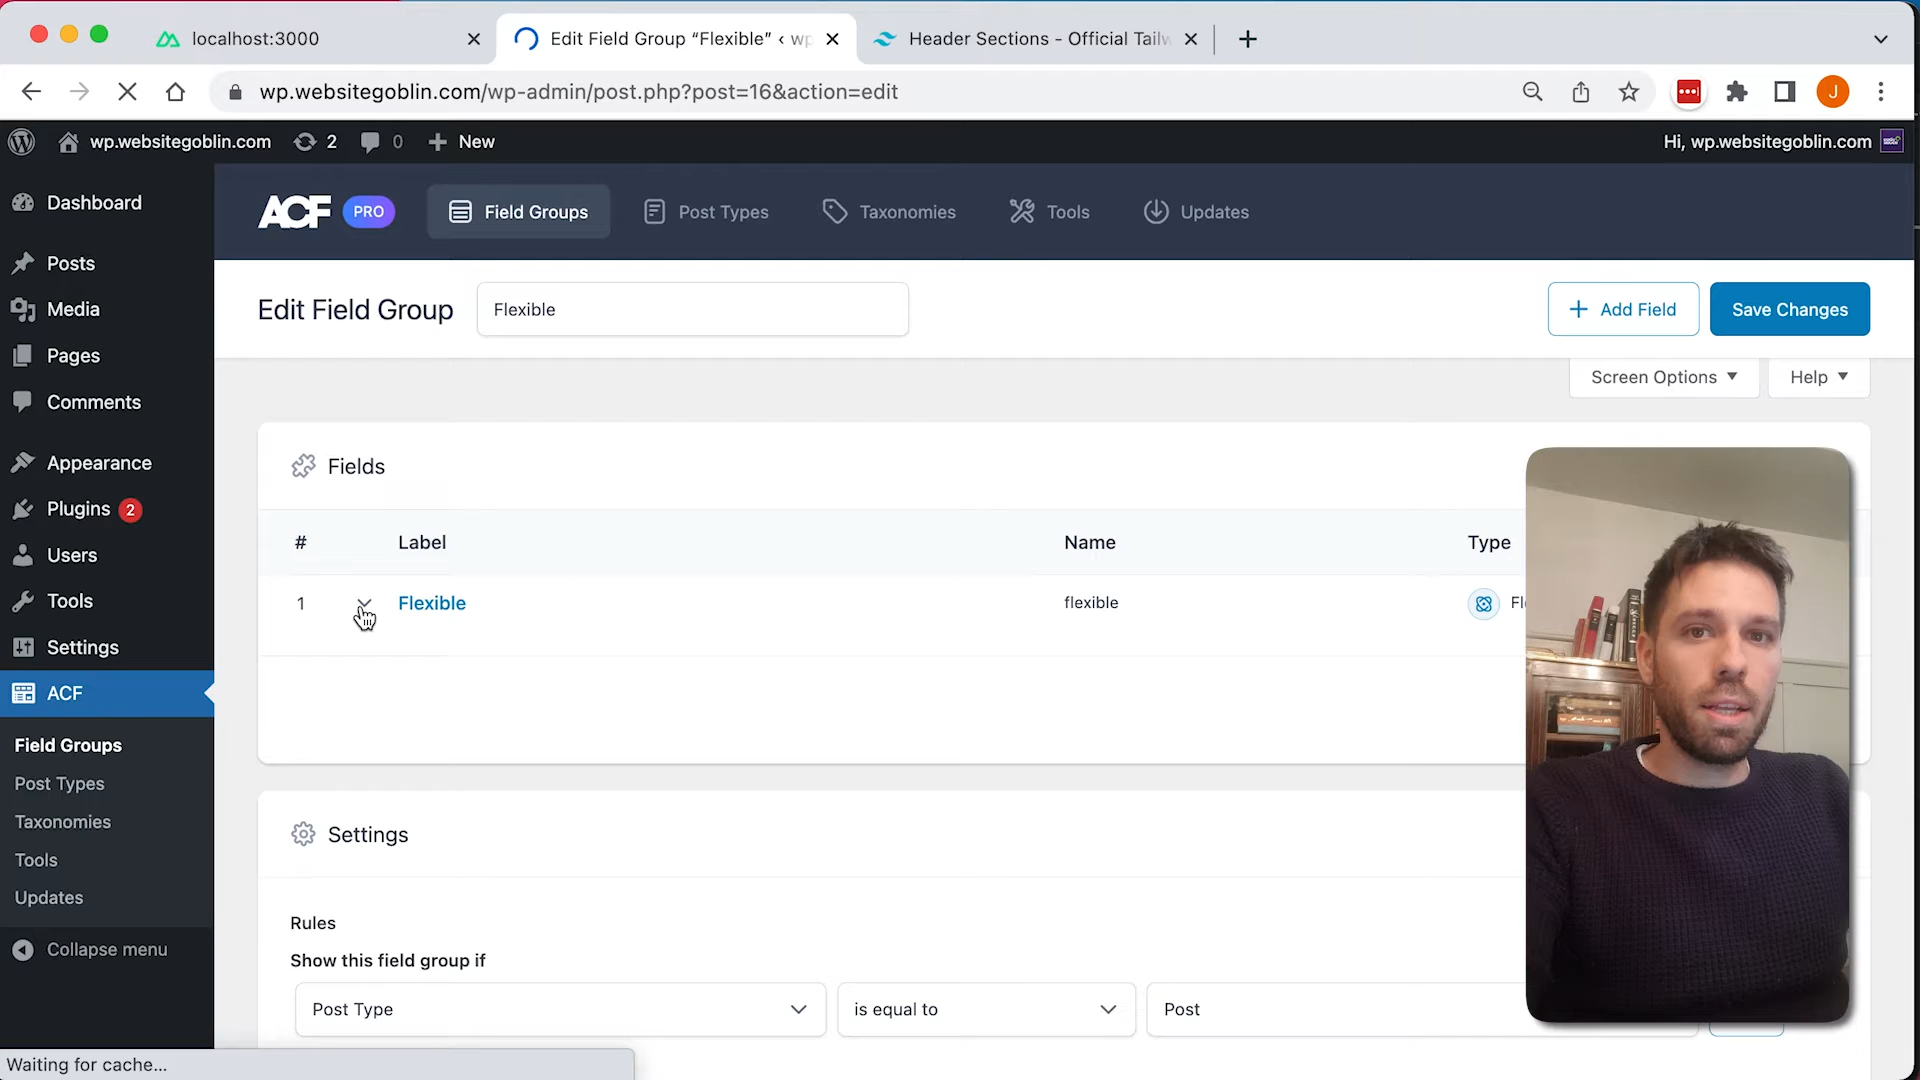 localhost:3000
Edit Field Group “Flexible” ‹ wp
Header Sections - Official Tailw
wp.websitegoblin.com/wp-admin/post.php?post=16&action=edit
J
wp.websitegoblin.com
2
0
New
Hi, wp.websitegoblin.com
Dashboard
Posts
Media
Pages
Comments
Appearance
Plugins 2
Users
Tools
Settings
ACF
Field Groups
Post Types
Taxonomies
Tools
Updates
Collapse menu
ACF PRO
Field Groups
Post Types
Taxonomies
Tools
Updates
Edit Field Group
Flexible
+ Add Field
Save Changes
Screen Options
Help
Fields
# Label Name Type
1 Flexible flexible Fl
Settings
Rules
Show this field group if
Post Type
is equal to
Post
Waiting for cache...